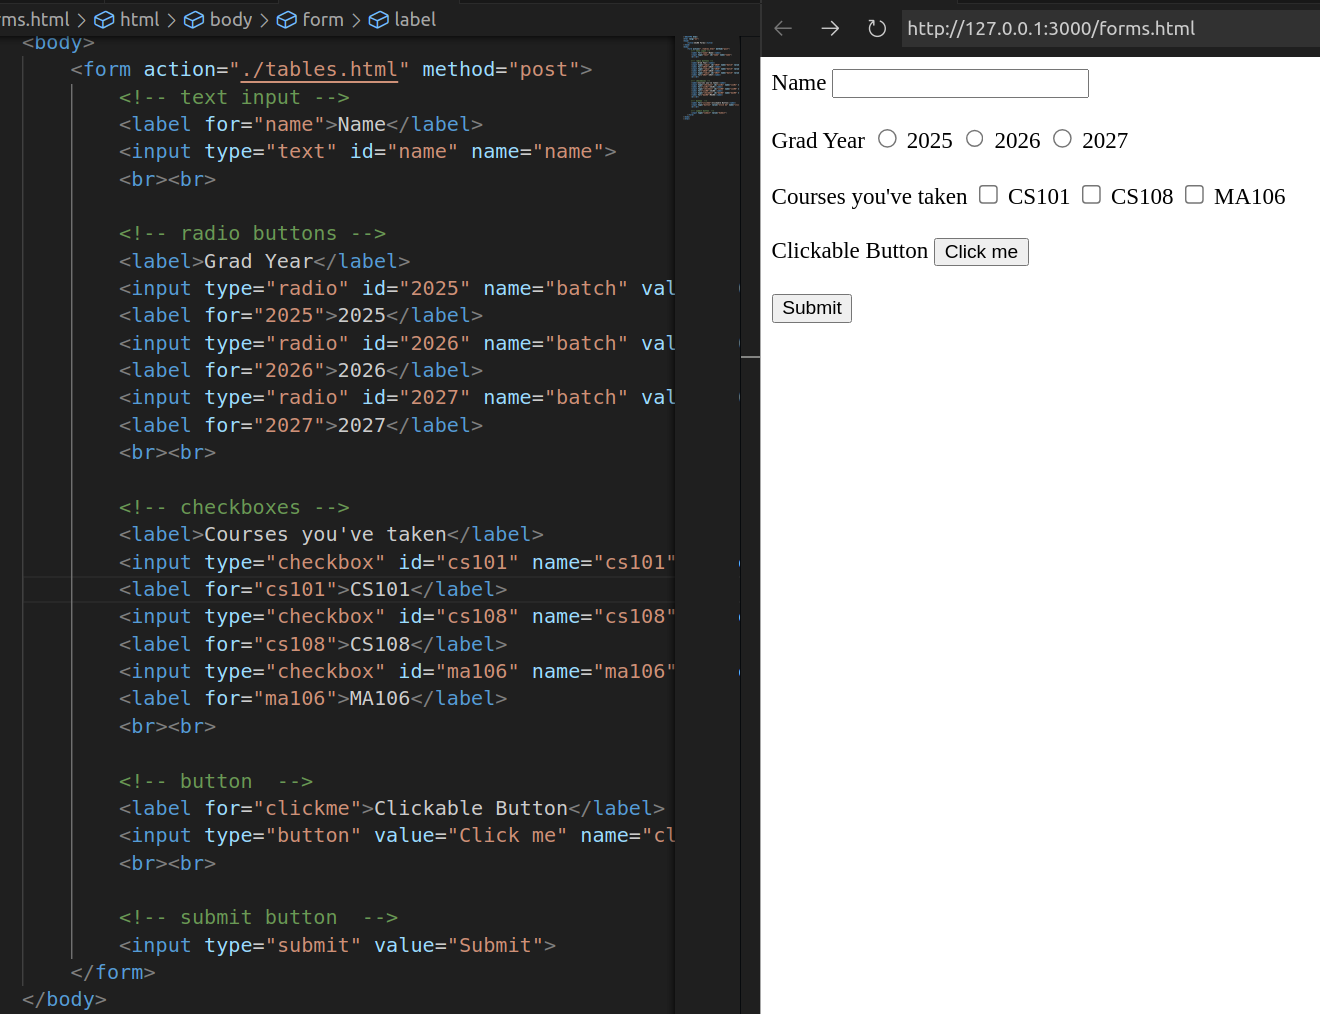 ms.html > html > body > form > label
<body>
<form action="./tables.html" method="post">
<!-- text input -->
<label for="name">Name</label>
<input type="text" id="name" name="name">
<br><br>
<!-- radio buttons -->
<label>Grad Year</label>
<input type="radio" id="2025" name="batch" val
<label for="2025">2025</label>
<input type="radio" id="2026" name="batch" val
<label for="2026">2026</label>
<input type="radio" id="2027" name="batch" val
<label for="2027">2027</label>
<br><br>
<!-- checkboxes -->
<label>Courses you've taken</label>
<input type="checkbox" id="cs101" name="cs101"
<label for="cs101">CS101</label>
<input type="checkbox" id="cs108" name="cs108"
<label for="cs108">CS108</label>
<input type="checkbox" id="ma106" name="ma106"
<label for="ma106">MA106</label>
<br><br>
<!-- button  -->
<label for="clickme">Clickable Button</label>
<input type="button" value="Click me" name="cl
<br><br>
<!-- submit button  -->
<input type="submit" value="Submit">
</form>
</body>
http://127.0.0.1:3000/forms.html
Name
Grad Year 2025 2026 2027
Courses you've taken CS101 CS108 MA106
Clickable Button Click me
Submit